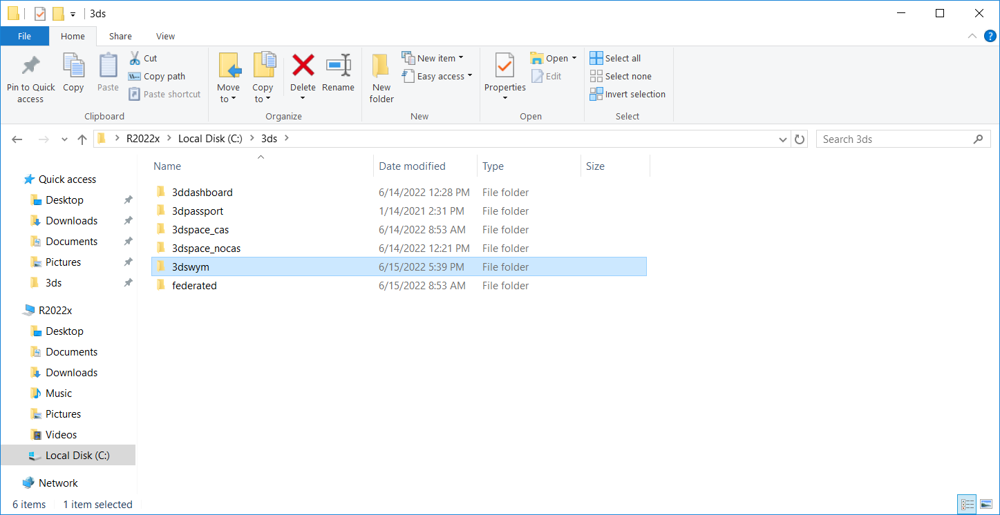 3ds
File Home Share View
Pin to Quick access
Copy
Paste
Cut
Copy path
Paste shortcut
Clipboard
Move to
Copy to
Delete
Rename
Organize
New folder
New item
Easy access
New
Properties
Open
Edit
Open
Select all
Select none
Invert selection
Select
R2022x Local Disk (C:) 3ds
Search 3ds
Quick access
Desktop
Downloads
Documents
Pictures
3ds
R2022x
Desktop
Documents
Downloads
Music
Pictures
Videos
Local Disk (C:)
Network
Name Date modified Type Size
3ddashboard 6/14/2022 12:28 PM File folder
3dpassport 1/14/2021 2:31 PM File folder
3dspace_cas 6/14/2022 8:53 AM File folder
3dspace_nocas 6/14/2022 12:21 PM File folder
3dswym 6/15/2022 5:39 PM File folder
federated 6/15/2022 8:53 AM File folder
6 items 1 item selected